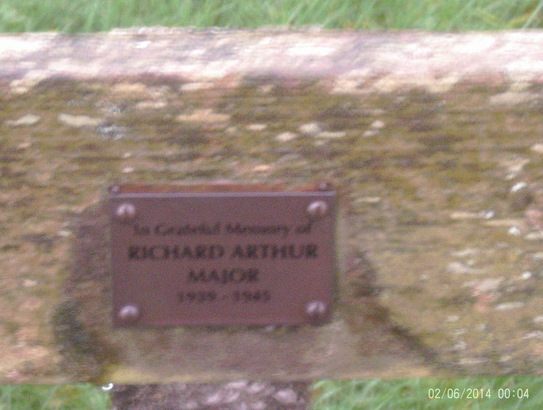 In Grateful Memory of
RICHARD ARTHUR
MAJOR
1939 - 1945
02/06/2014 00:04